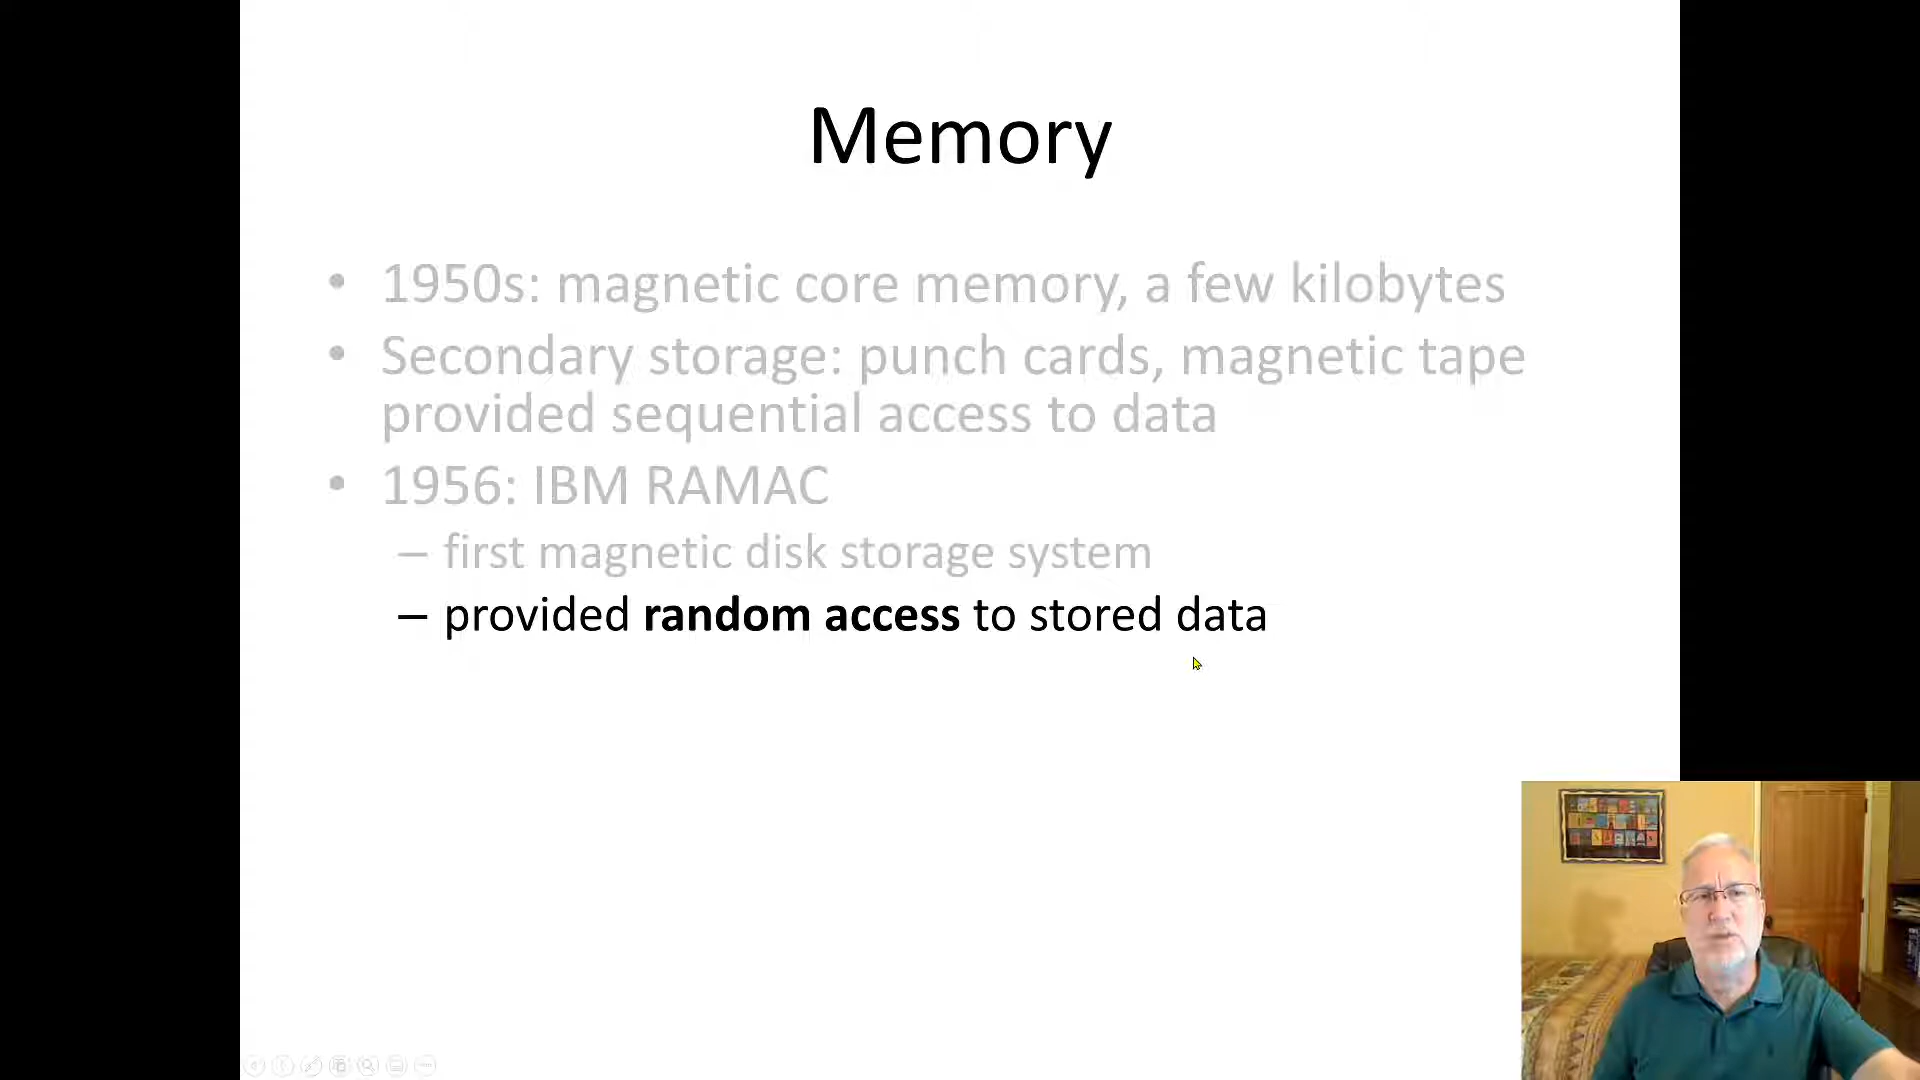 Memory
• 1950s: magnetic core memory, a few kilobytes
• Secondary storage: punch cards, magnetic tape
provided sequential access to data
• 1956: IBM RAMAC
– first magnetic disk storage system
– provided random access to stored data